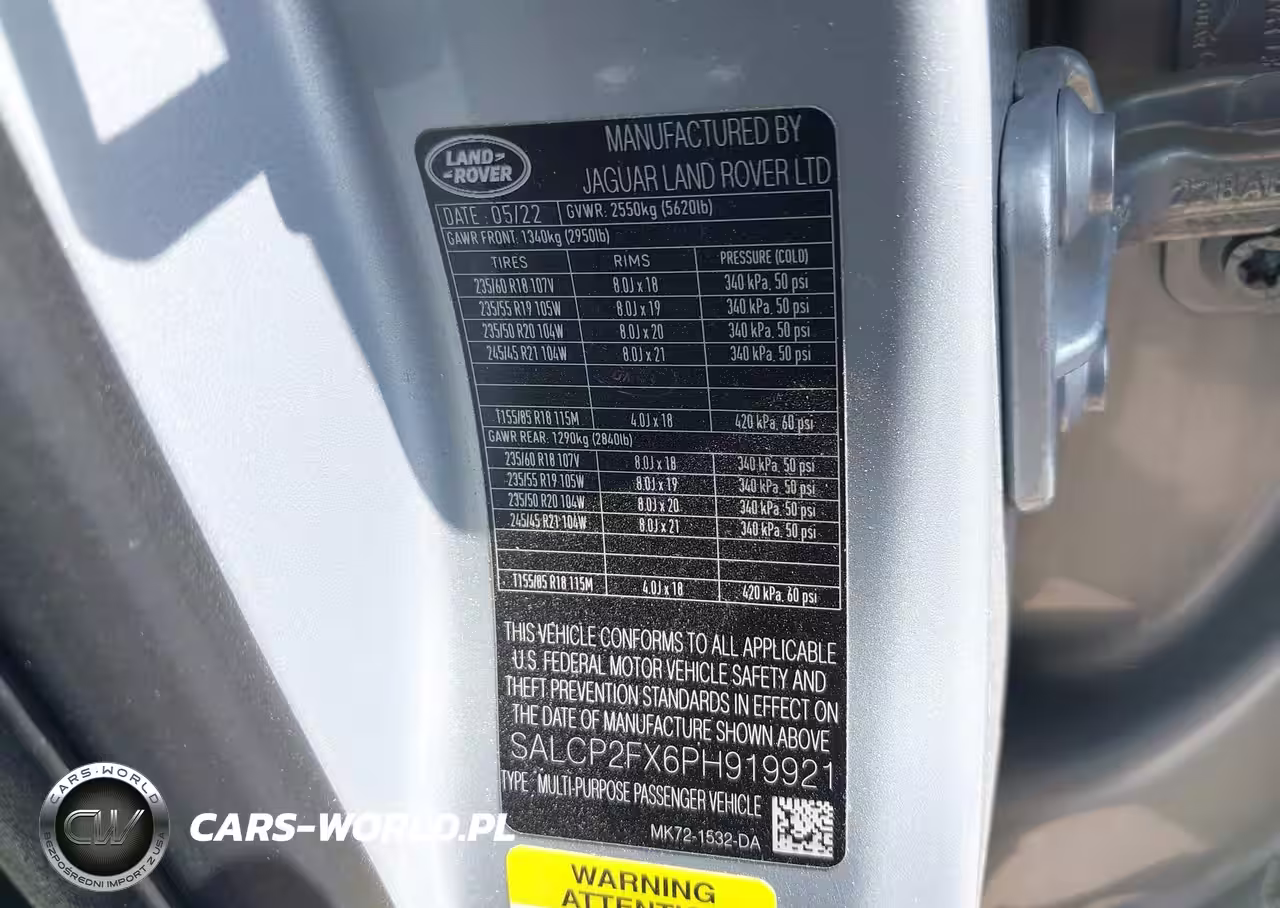 LAND-
-ROVER
MANUFACTURED BY
JAGUAR LAND ROVER LTD
DATE : 05/22 GVWR: 2550kg (5620lb)
GAWR FRONT: 1340kg (2950lb)
TIRES RIMS PRESSURE (COLD)
235/60 R18 107V 8.0J x 18 340 kPa, 50 psi
235/55 R19 105W 8.0J x 19 340 kPa, 50 psi
235/50 R20 104W 8.0J x 20 340 kPa, 50 psi
245/45 R21 104W 8.0J x 21 340 kPa, 50 psi
T155/85 R18 115M 4.0J x 18 420 kPa, 60 psi
GAWR REAR: 1290kg (2840lb)
235/60 R18 107V 8.0J x 18 340 kPa, 50 psi
235/55 R19 105W 8.0J x 19 340 kPa, 50 psi
235/50 R20 104W 8.0J x 20 340 kPa, 50 psi
245/45 R21 104W 8.0J x 21 340 kPa, 50 psi
T155/85 R18 115M 4.0J x 18 420 kPa, 60 psi
THIS VEHICLE CONFORMS TO ALL APPLICABLE
U.S. FEDERAL MOTOR VEHICLE SAFETY AND
THEFT PREVENTION STANDARDS IN EFFECT ON
THE DATE OF MANUFACTURE SHOWN ABOVE
SALCP2FX6PH919921
TYPE : MULTI-PURPOSE PASSENGER VEHICLE
MK72-1532-DA
WARNING
ATTENTION
CARS-WORLD
CW
BEZPOŚREDNI IMPORT Z USA
CARS-WORLD.PL